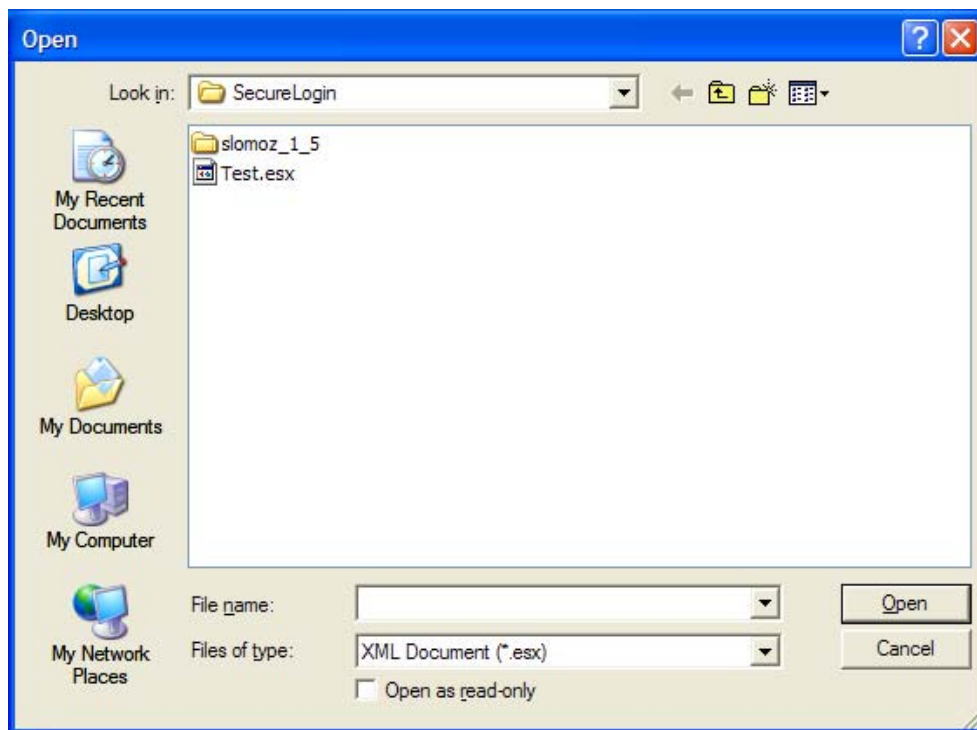 Open
Look in:
SecureLogin
slomoz_1_5
Test.esx
My Recent
Documents
Desktop
My Documents
My Computer
My Network
Places
File name:
Open
Files of type:
XML Document (*.esx)
Cancel
Open as read-only